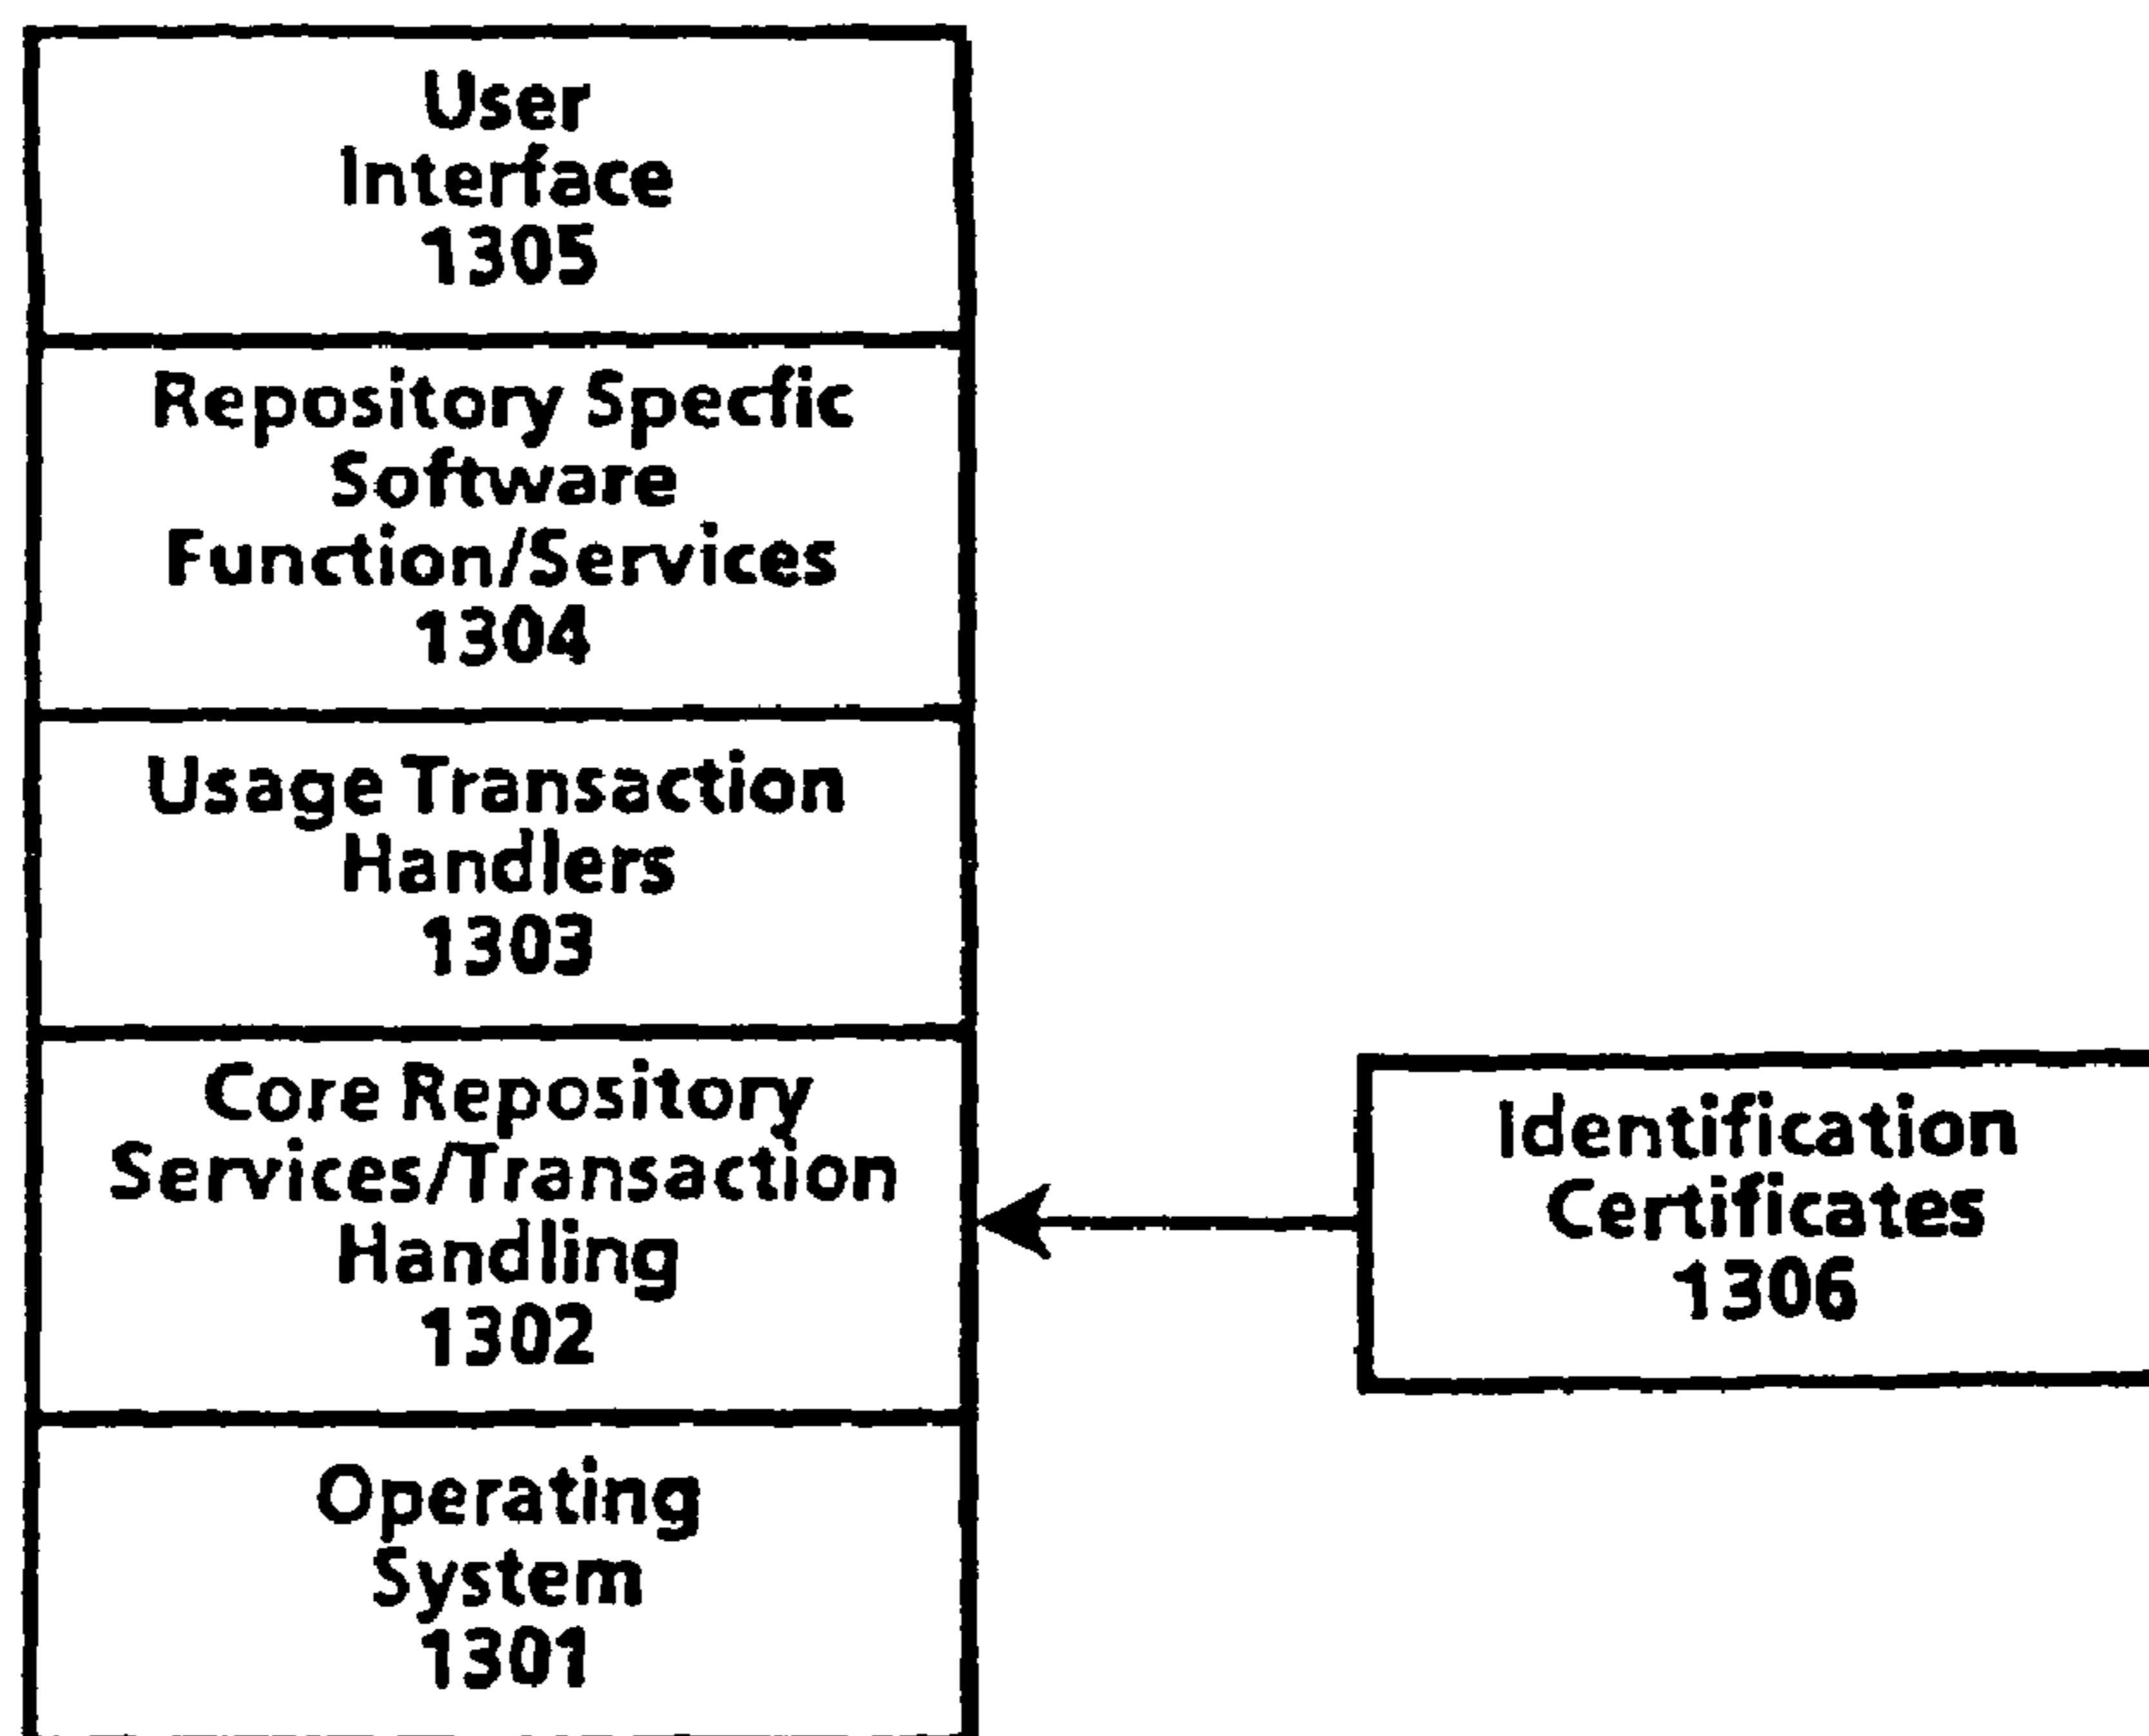 User
Interface
1305
Repository Specfic
Software
Function/Services
1304
Usage Transaction
Handlers
1303
Core Repository
Services/Transaction
Handling
1302
Operating
System
1301
Identification
Certificates
1306